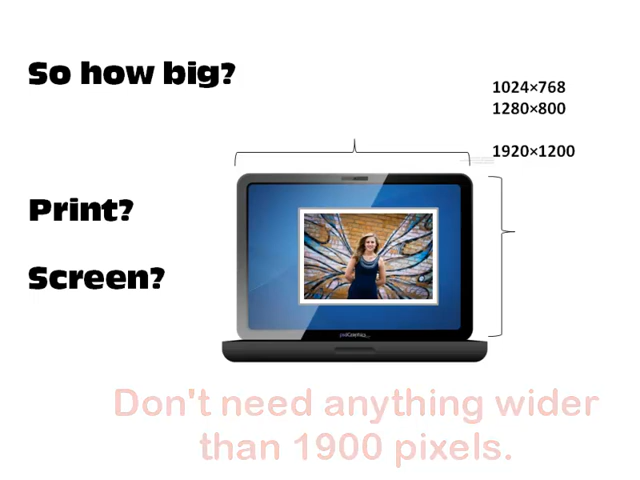 So how big?
1024×768
1280×800
1920×1200
Print?
Screen?
Don't need anything wider
than 1900 pixels.